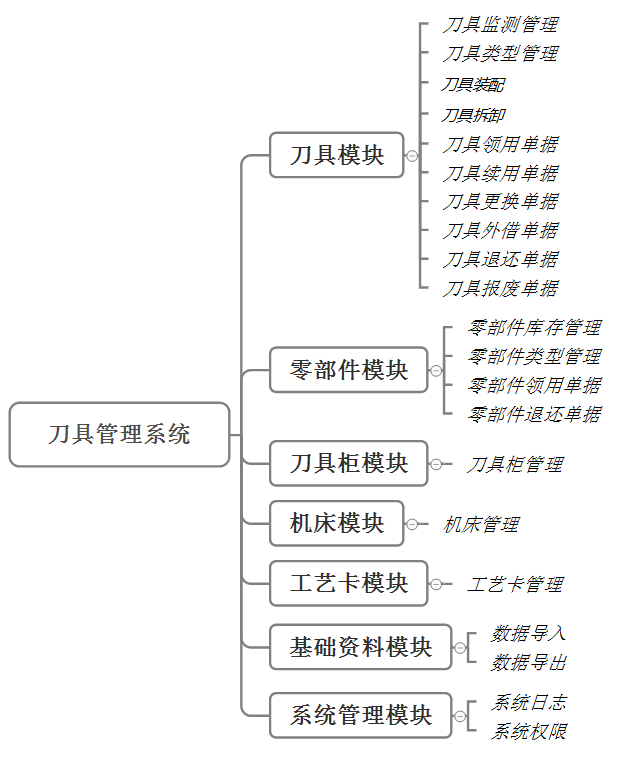 刀具管理系统
刀具模块
刀具监测管理
刀具类型管理
刀具装配
刀具拆卸
刀具领用单据
刀具续用单据
刀具更换单据
刀具外借单据
刀具退还单据
刀具报废单据
零部件模块
零部件库存管理
零部件类型管理
零部件领用单据
零部件退还单据
刀具柜模块
刀具柜管理
机床模块
机床管理
工艺卡模块
工艺卡管理
基础资料模块
数据导入
数据导出
系统管理模块
系统日志
系统权限